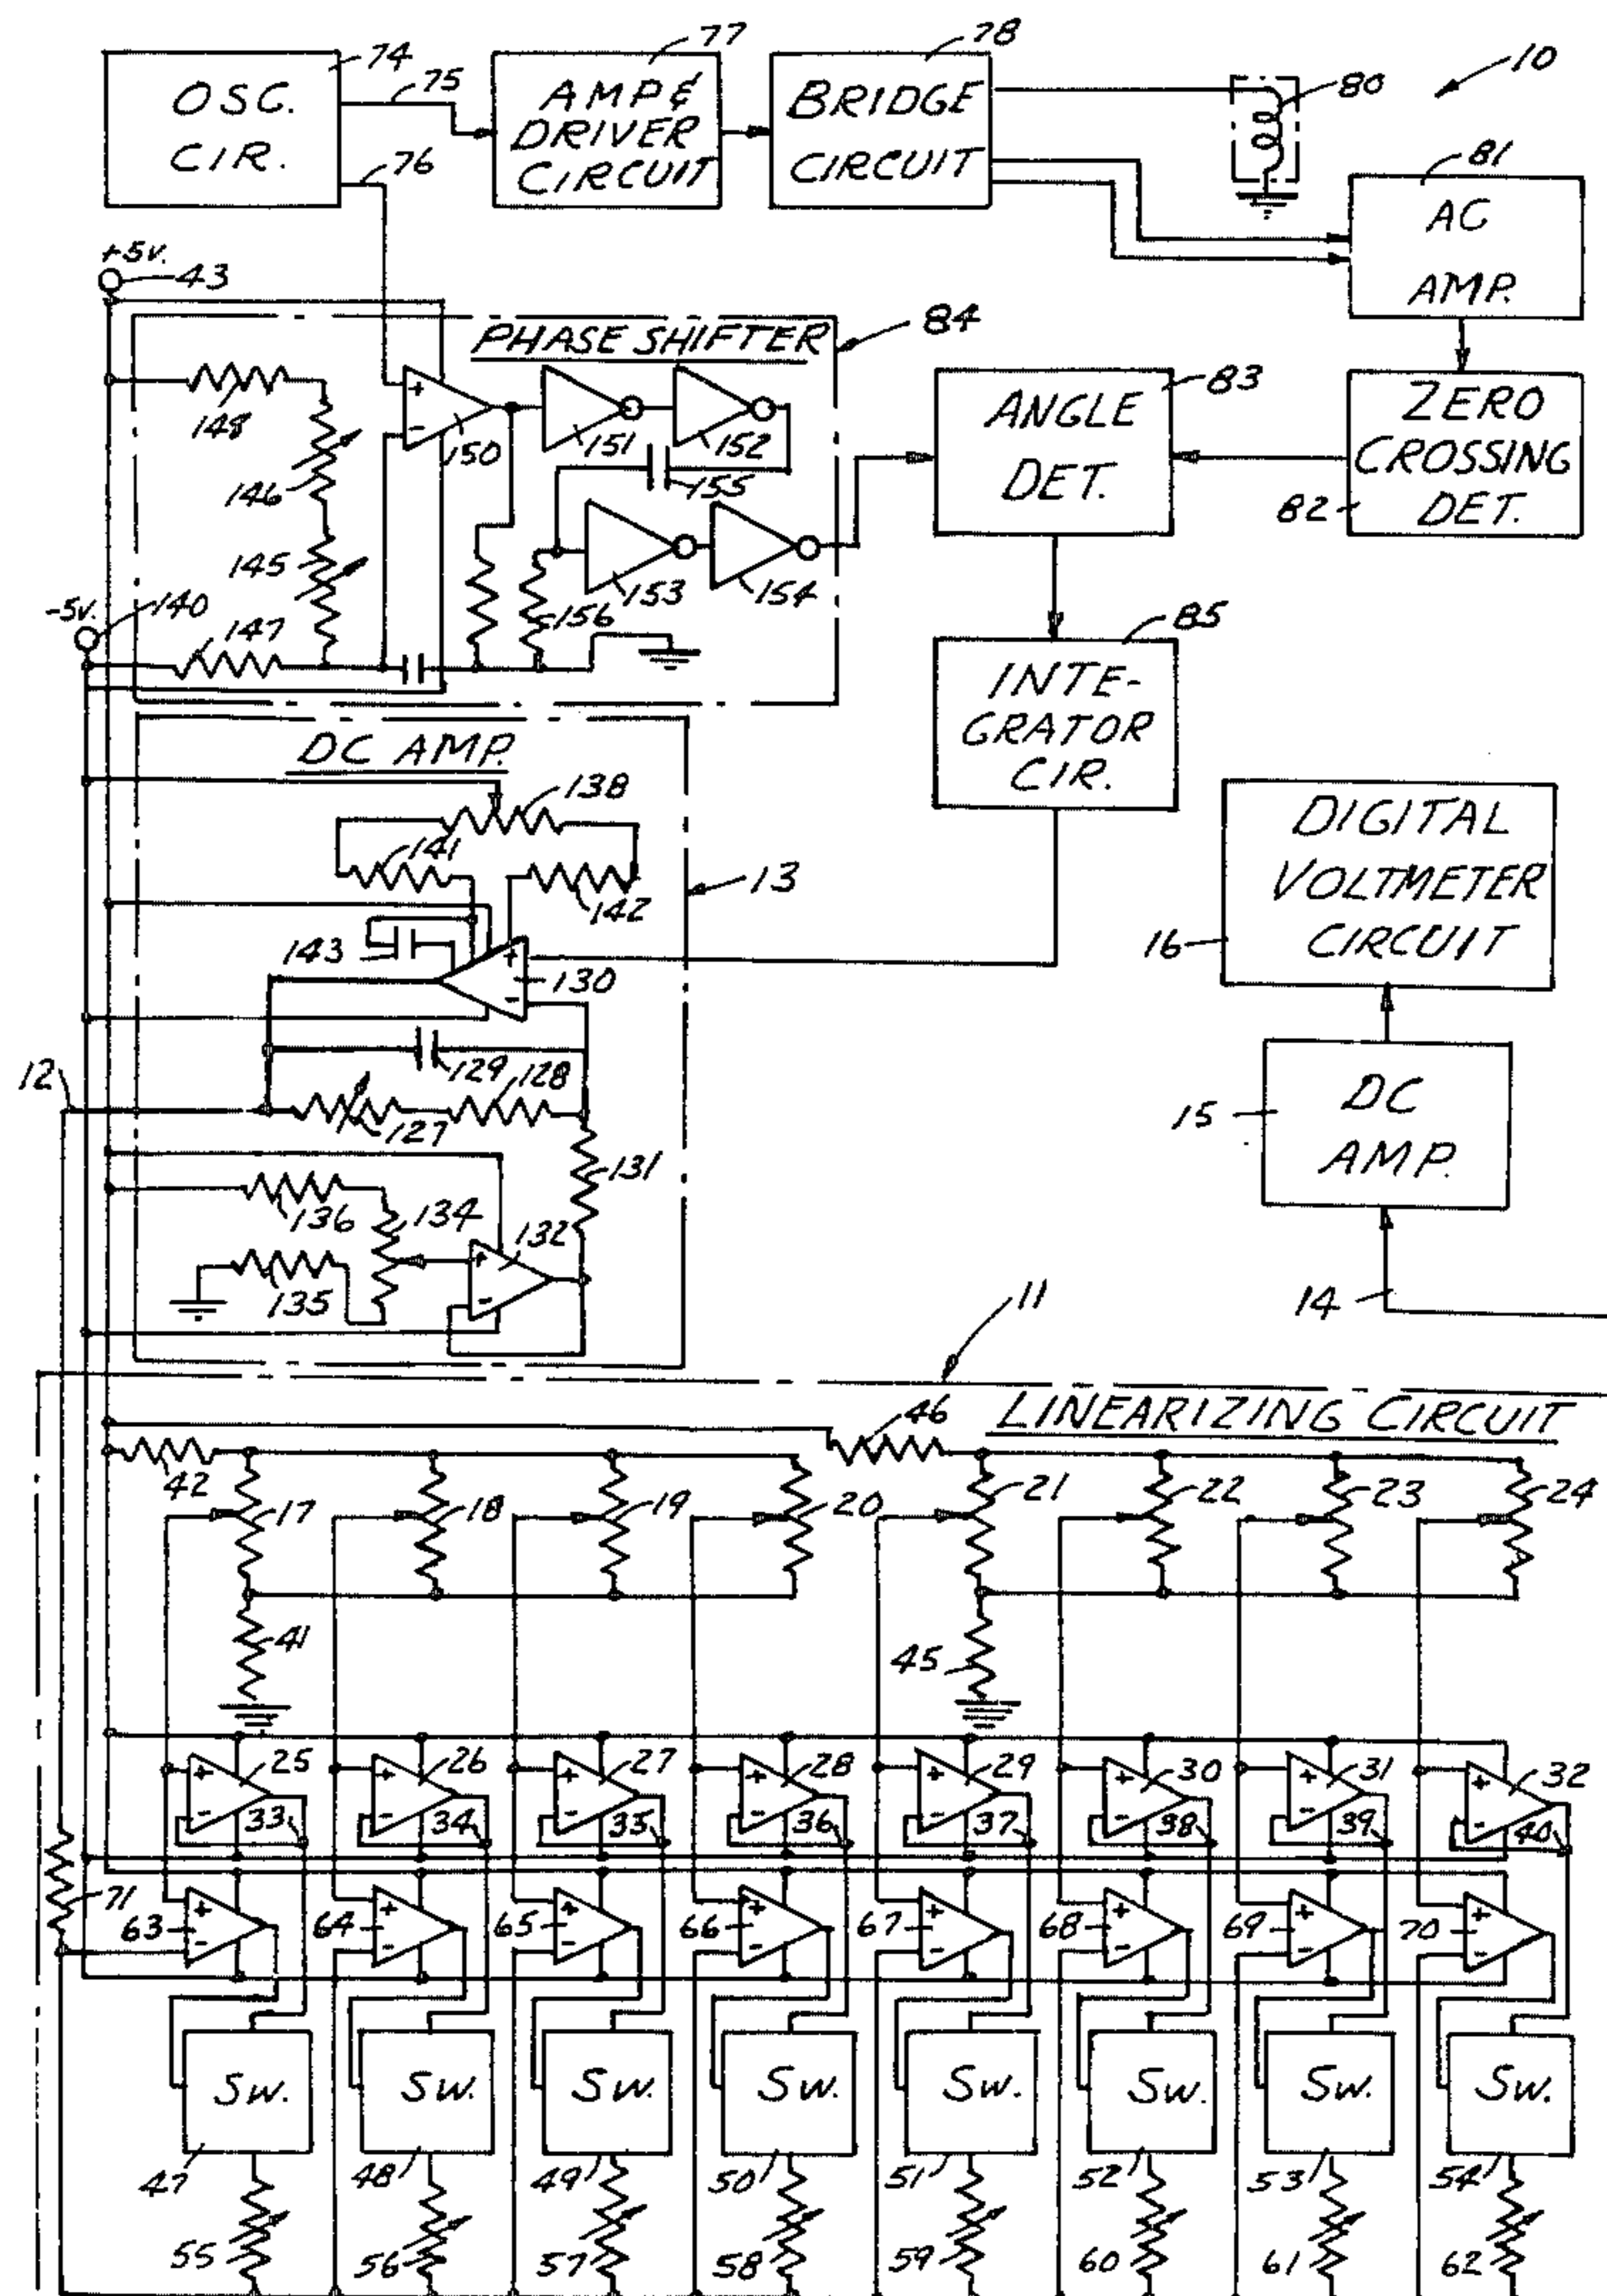 74
75
OSC.
CIR.
76
77
AMP &
DRIVER
CIRCUIT
78
BRIDGE
CIRCUIT
80
10
81
AC
AMP.
+5v.
43
PHASE SHIFTER
84
148
146
145
+
-
150
151
152
155
153
154
156
-5v.
140
147
83
ANGLE
DET.
ZERO
CROSSING
DET.
82
85
INTE-
GRATOR
CIR.
DC AMP.
138
141
142
13
143
+
-
130
129
128
127
12
131
136
134
132
+
-
135
DIGITAL
VOLTMETER
CIRCUIT
16
15
DC
AMP.
14
11
LINEARIZING CIRCUIT
46
42
17
18
19
20
21
22
23
24
41
45
+ 25
+ 26
+ 27
+ 28
+ 29
+ 30
+ 31
+ 32
- 33
- 34
- 35
- 36
- 37
- 38
- 39
- 40
71
63 + -
64 + -
65 + -
66 + -
67 + -
68 + -
69 + -
70 + -
SW. SW. SW. SW. SW. SW. SW. SW.
47 48 49 50 51 52 53 54
55 56 57 58 59 60 61 62